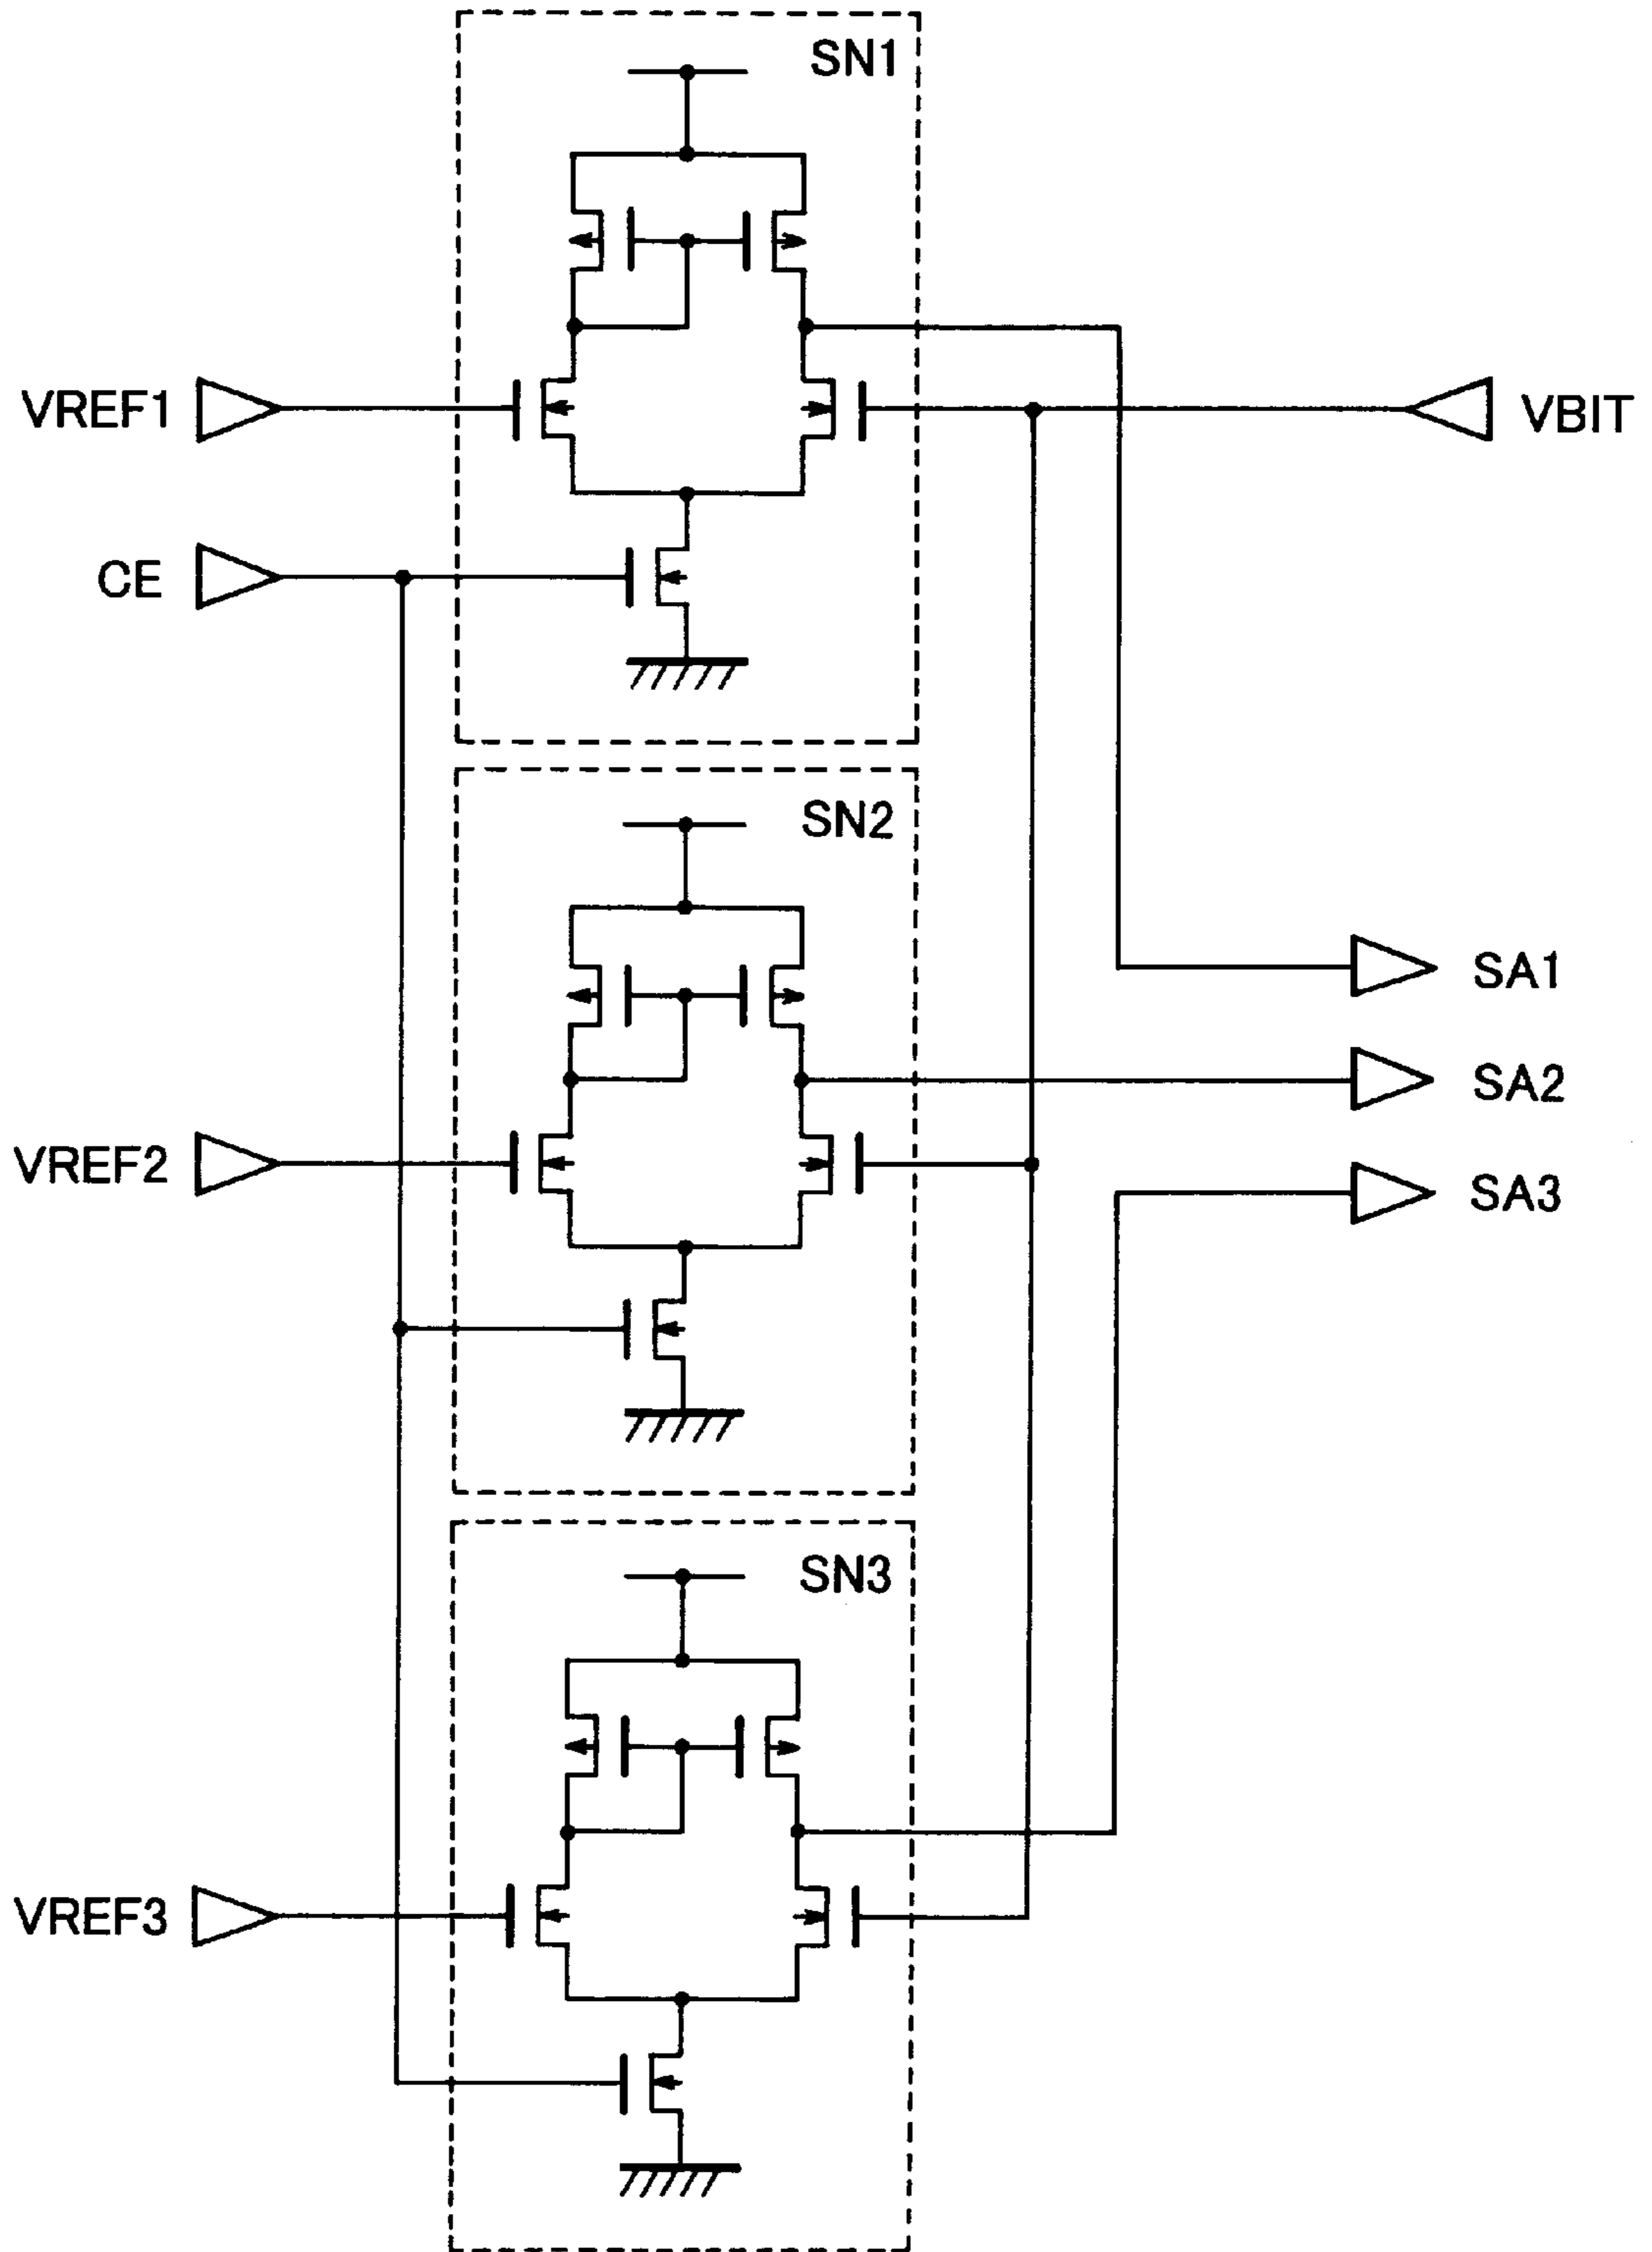 SN1
VREF1
VBIT
CE
SN2
SA1
SA2
VREF2
SA3
SN3
VREF3